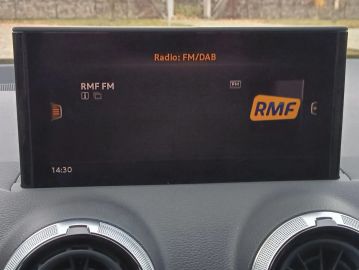 Radio: FM/DAB
RMF FM
FM
RMF
14:30